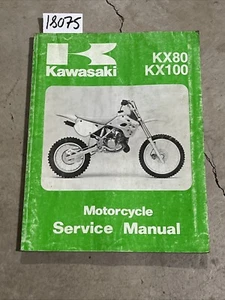 18075
KX80
KX100
Kawasaki
Motorcycle
Service Manual